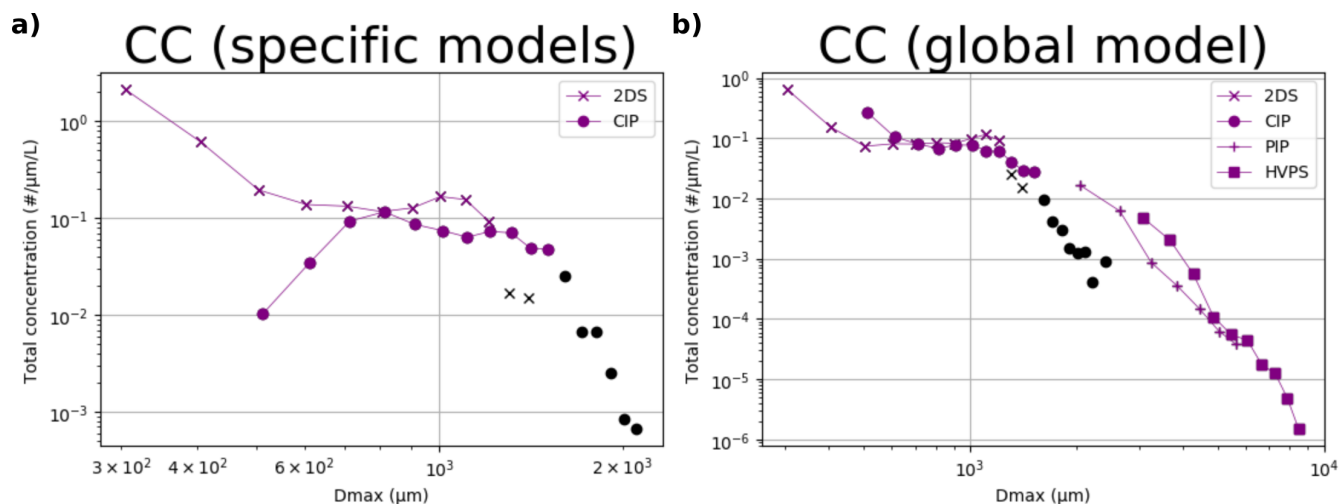 a)
CC (specific models)
2DS
CIP
10⁰
10⁻¹
10⁻²
10⁻³
Total concentration (#/μm/L)
3 × 10² 4 × 10² 6 × 10² 10³ 2 × 10³
Dmax (μm)
b)
CC (global model)
2DS
CIP
PIP
HVPS
10⁰
10⁻¹
10⁻²
10⁻³
10⁻⁴
10⁻⁵
10⁻⁶
Total concentration (#/μm/L)
10³ 10⁴
Dmax (μm)